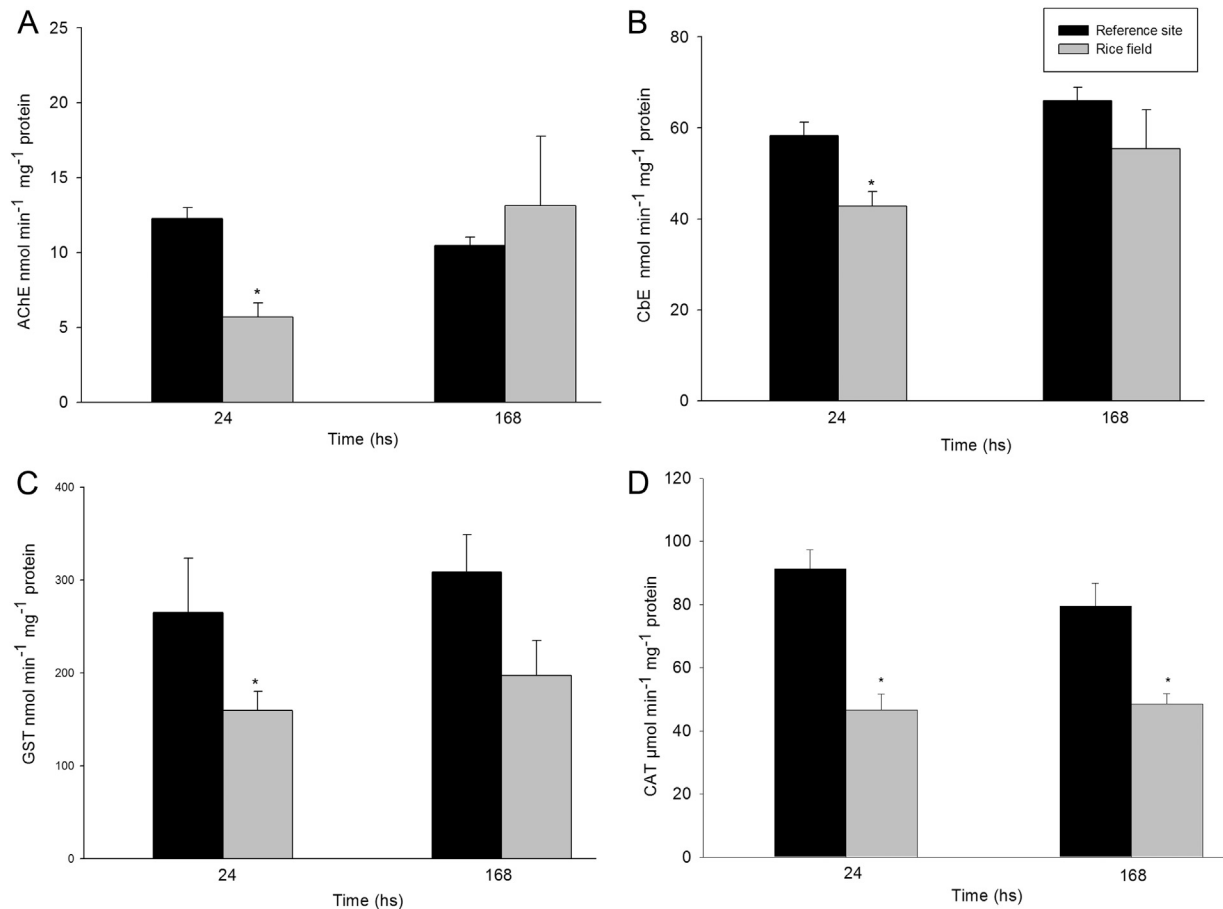 A
25
20
15
10
5
0
AChE nmol min⁻¹ mg⁻¹ protein
*
24
168
Time (hs)
B
80
60
40
20
0
CbE nmol min⁻¹ mg⁻¹ protein
Reference site
Rice field
*
24
168
Time (hs)
C
400
300
200
100
0
GST nmol min⁻¹ mg⁻¹ protein
*
24
168
Time (hs)
D
120
100
80
60
40
20
0
CAT µmol min⁻¹ mg⁻¹ protein
*
*
24
168
Time (hs)